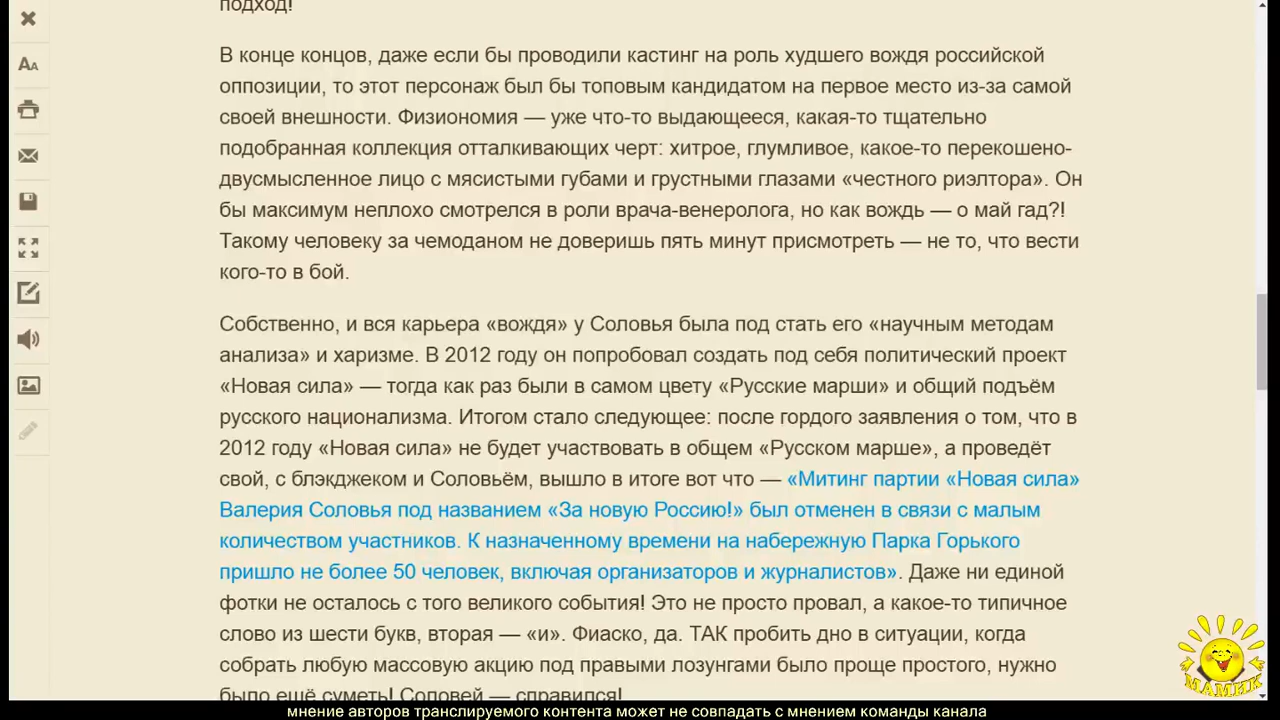 подход!
В конце концов, даже если бы проводили кастинг на роль худшего вождя российской
оппозиции, то этот персонаж был бы топовым кандидатом на первое место из-за самой
своей внешности. Физиономия — уже что-то выдающееся, какая-то тщательно
подобранная коллекция отталкивающих черт: хитрое, глумливое, какое-то перекошено-
двусмысленное лицо с мясистыми губами и грустными глазами «честного риэлтора». Он
бы максимум неплохо смотрелся в роли врача-венеролога, но как вождь — о май гад?!
Такому человеку за чемоданом не доверишь пять минут присмотреть — не то, что вести
кого-то в бой.
Собственно, и вся карьера «вождя» у Соловья была под стать его «научным методам
анализа» и харизме. В 2012 году он попробовал создать под себя политический проект
«Новая сила» — тогда как раз были в самом цвету «Русские марши» и общий подъём
русского национализма. Итогом стало следующее: после гордого заявления о том, что в
2012 году «Новая сила» не будет участвовать в общем «Русском марше», а проведёт
свой, с блэкджеком и Соловьём, вышло в итоге вот что — «Митинг партии «Новая сила»
Валерия Соловья под названием «За новую Россию!» был отменен в связи с малым
количеством участников. К назначенному времени на набережную Парка Горького
пришло не более 50 человек, включая организаторов и журналистов». Даже ни единой
фотки не осталось с того великого события! Это не просто провал, а какое-то типичное
слово из шести букв, вторая — «и». Фиаско, да. ТАК пробить дно в ситуации, когда
собрать любую массовую акцию под правыми лозунгами было проще простого, нужно
было ещё суметь! Соловей — справился!
МАМИК
мнение авторов транслируемого контента может не совпадать с мнением команды канала